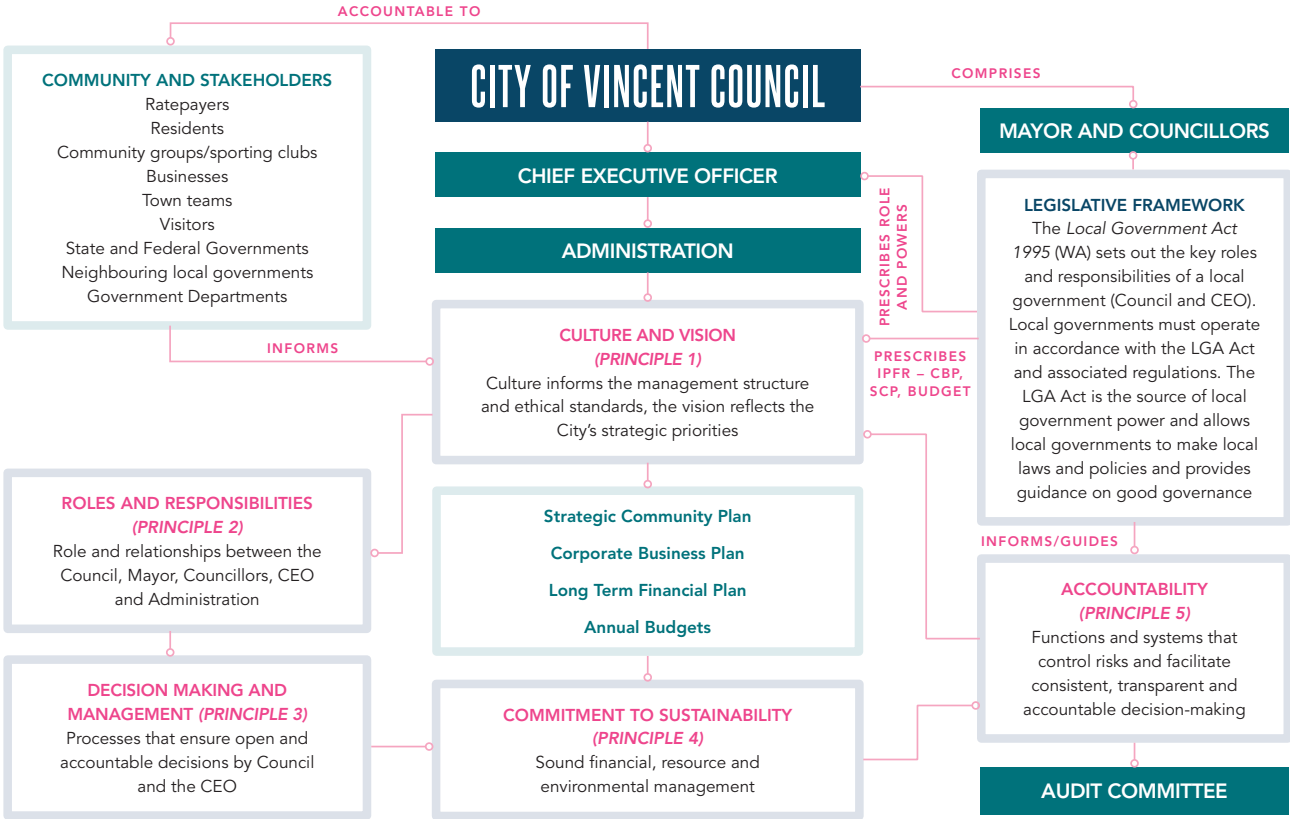 ACCOUNTABLE TO
COMMUNITY AND STAKEHOLDERS
Ratepayers
Residents
Community groups/sporting clubs
Businesses
Town teams
Visitors
State and Federal Governments
Neighbouring local governments
Government Departments
CITY OF VINCENT COUNCIL
COMPRISES
MAYOR AND COUNCILLORS
CHIEF EXECUTIVE OFFICER
ADMINISTRATION
PRESCRIBES ROLE
AND POWERS
LEGISLATIVE FRAMEWORK
The Local Government Act
1995 (WA) sets out the key roles
and responsibilities of a local
government (Council and CEO).
Local governments must operate
in accordance with the LGA Act
and associated regulations. The
LGA Act is the source of local
government power and allows
local governments to make local
laws and policies and provides
guidance on good governance
INFORMS
CULTURE AND VISION
(PRINCIPLE 1)
Culture informs the management structure
and ethical standards, the vision reflects the
City's strategic priorities
PRESCRIBES
IPFR – CBP,
SCP, BUDGET
ROLES AND RESPONSIBILITIES
(PRINCIPLE 2)
Role and relationships between the
Council, Mayor, Councillors, CEO
and Administration
Strategic Community Plan
Corporate Business Plan
Long Term Financial Plan
Annual Budgets
INFORMS/GUIDES
ACCOUNTABILITY
(PRINCIPLE 5)
Functions and systems that
control risks and facilitate
consistent, transparent and
accountable decision-making
DECISION MAKING AND
MANAGEMENT (PRINCIPLE 3)
Processes that ensure open and
accountable decisions by Council
and the CEO
COMMITMENT TO SUSTAINABILITY
(PRINCIPLE 4)
Sound financial, resource and
environmental management
AUDIT COMMITTEE